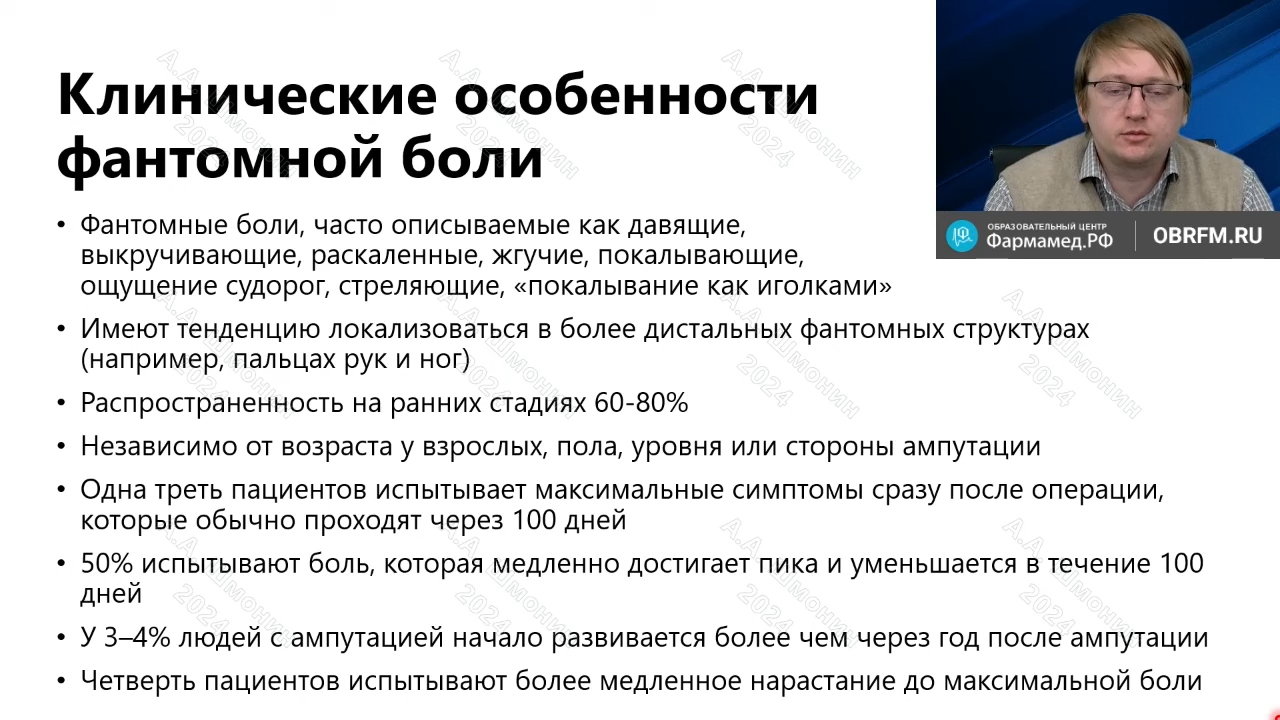 Клинические особенности
фантомной боли
ОБРАЗОВАТЕЛЬНЫЙ ЦЕНТР
Фармамед.РФ
OBRFM.RU
• Фантомные боли, часто описываемые как давящие,
выкручивающие, раскаленные, жгучие, покалывающие,
ощущение судорог, стреляющие, «покалывание как иголками»
• Имеют тенденцию локализоваться в более дистальных фантомных структурах
(например, пальцах рук и ног)
• Распространенность на ранних стадиях 60-80%
• Независимо от возраста у взрослых, пола, уровня или стороны ампутации
• Одна треть пациентов испытывает максимальные симптомы сразу после операции,
которые обычно проходят через 100 дней
• 50% испытывают боль, которая медленно достигает пика и уменьшается в течение 100
дней
• У 3–4% людей с ампутацией начало развивается более чем через год после ампутации
• Четверть пациентов испытывают более медленное нарастание до максимальной боли
А.А. Шмонин
2024